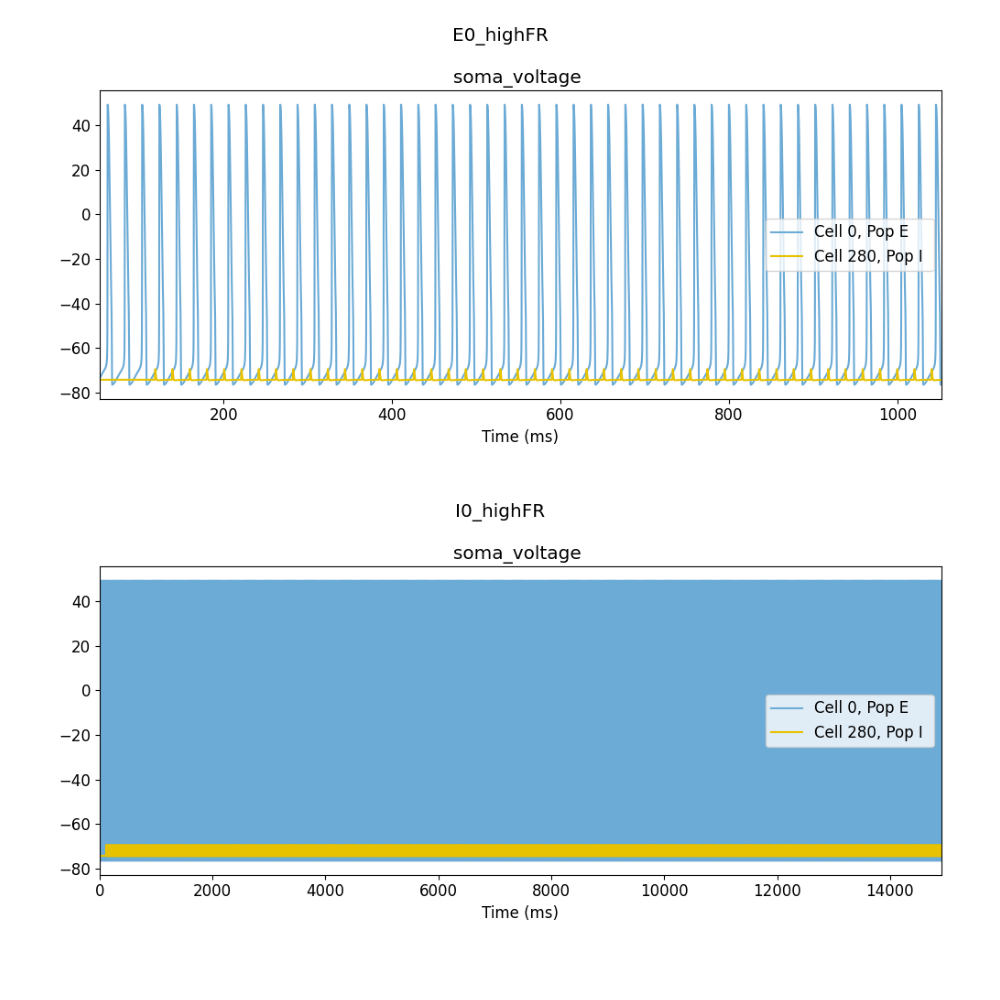 E0_highFR
soma_voltage
40
20
0
−20
−40
−60
−80
Cell 0, Pop E
Cell 280, Pop I
200 400 600 800 1000
Time (ms)
I0_highFR
soma_voltage
40
20
0
−20
−40
−60
−80
Cell 0, Pop E
Cell 280, Pop I
0 2000 4000 6000 8000 10000 12000 14000
Time (ms)